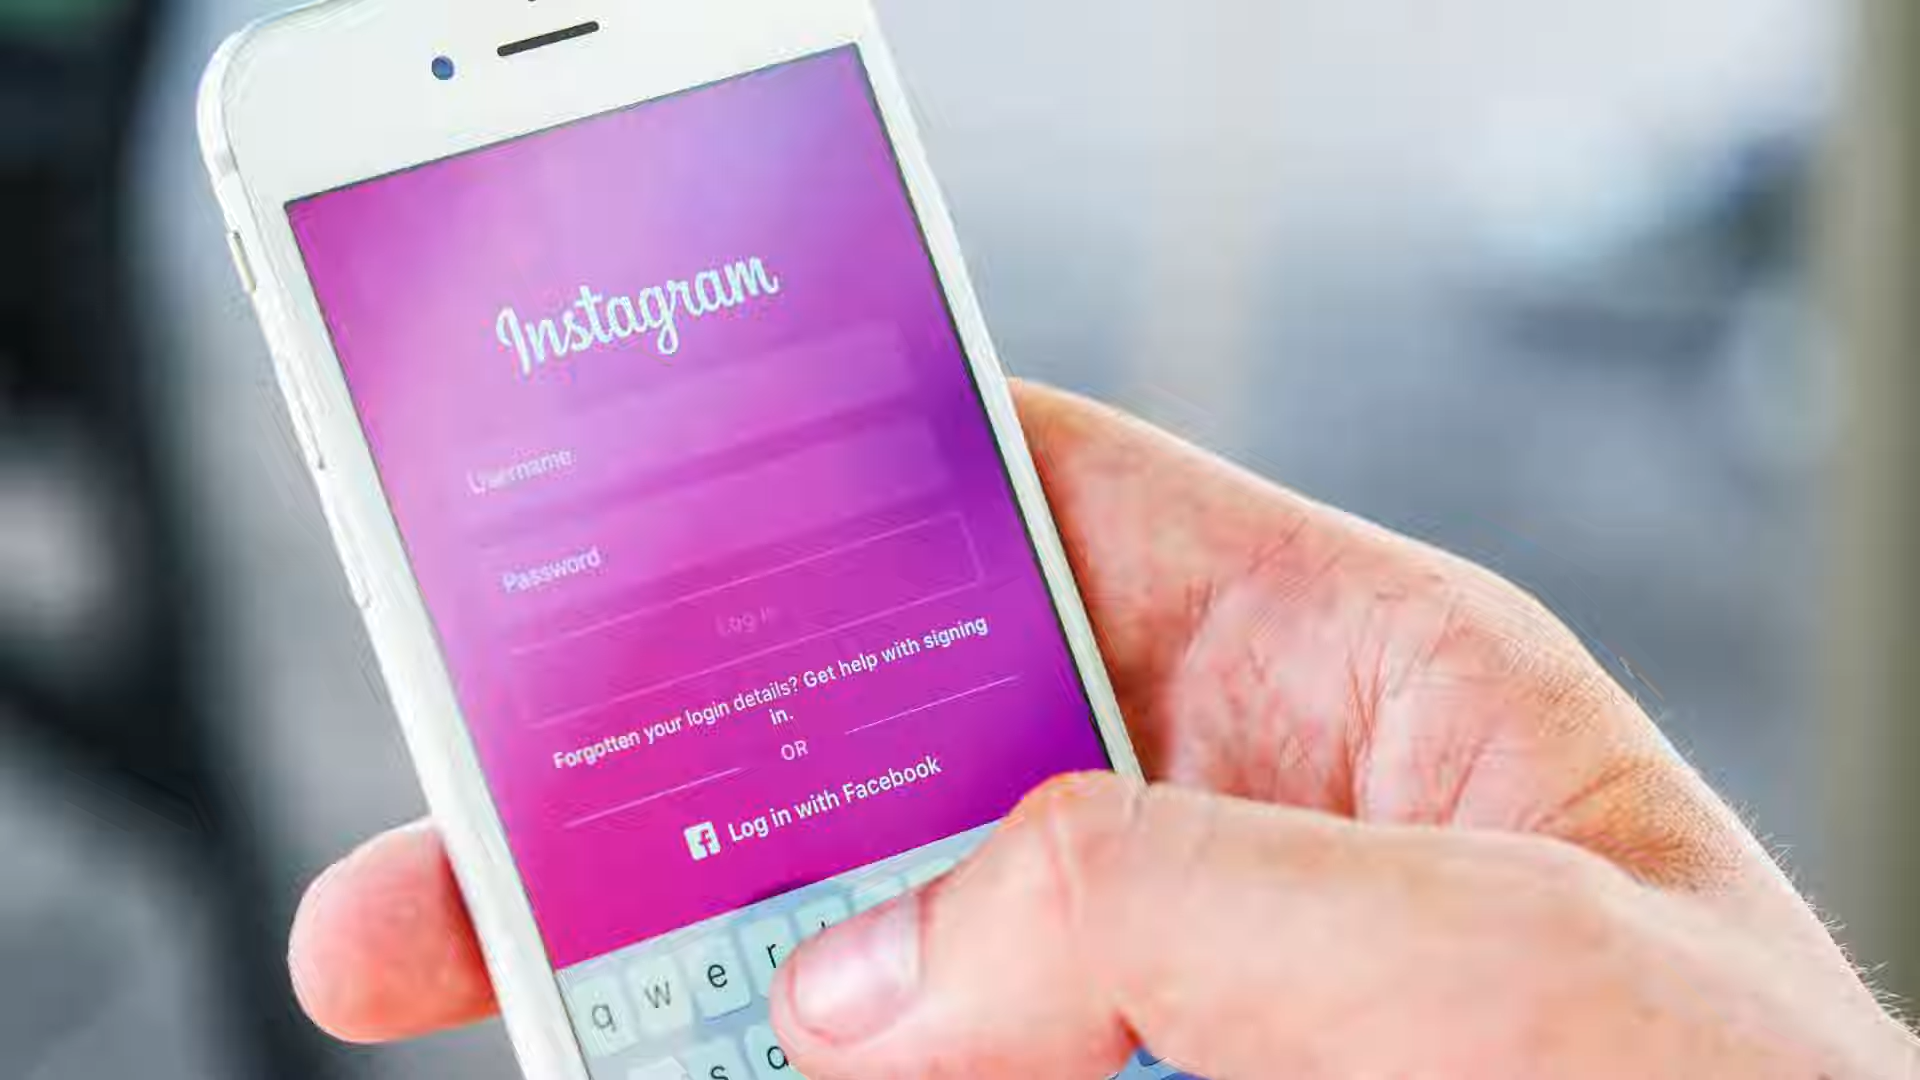 Instagram
Username
Password
Log in
Forgotten your login details? Get help with signing
in.
OR
Log in with Facebook
q w e r
s